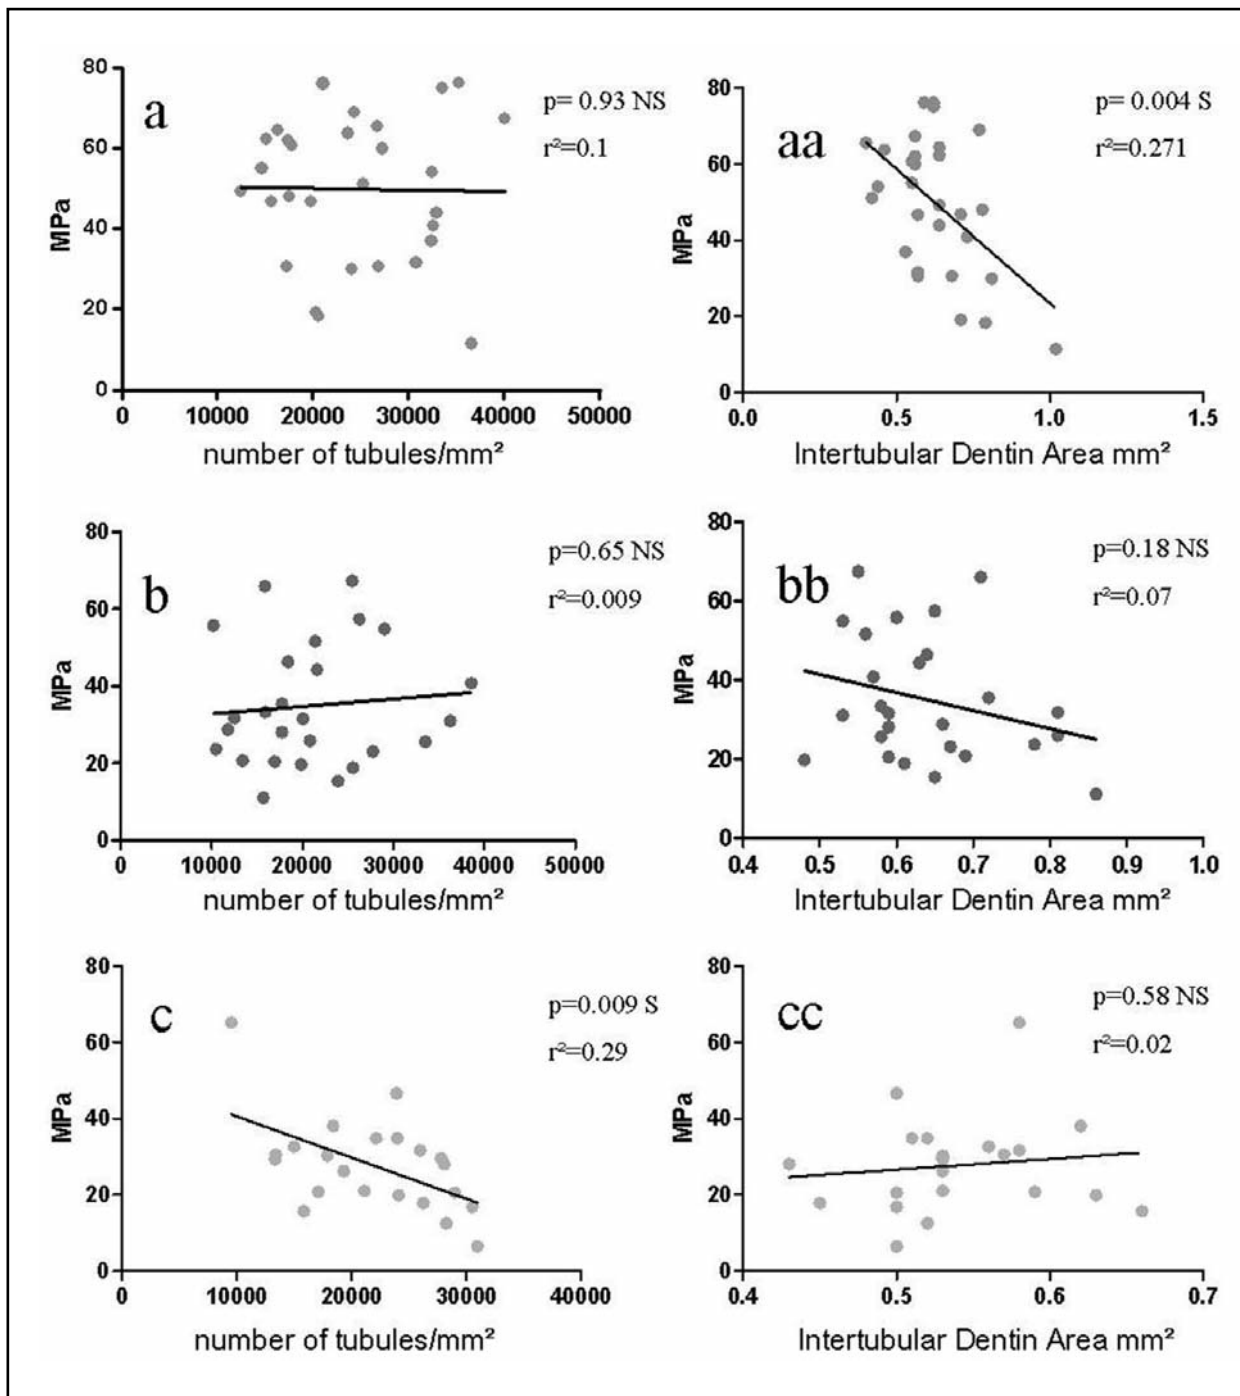 a
p= 0.93 NS
r²=0.1
MPa
80
60
40
20
0
0 10000 20000 30000 40000 50000
number of tubules/mm²
aa
p= 0.004 S
r²=0.271
MPa
80
60
40
20
0
0.0 0.5 1.0 1.5
Intertubular Dentin Area mm²
b
p=0.65 NS
r²=0.009
MPa
80
60
40
20
0
0 10000 20000 30000 40000 50000
number of tubules/mm²
bb
p=0.18 NS
r²=0.07
MPa
80
60
40
20
0
0.4 0.5 0.6 0.7 0.8 0.9 1.0
Intertubular Dentin Area mm²
c
p=0.009 S
r²=0.29
MPa
80
60
40
20
0
0 10000 20000 30000 40000
number of tubules/mm²
cc
p=0.58 NS
r²=0.02
MPa
80
60
40
20
0
0.4 0.5 0.6 0.7
Intertubular Dentin Area mm²